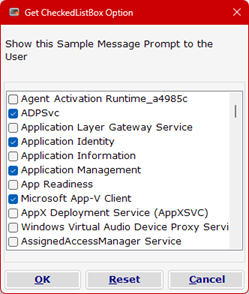 Get CheckedListBox Option
Show this Sample Message Prompt to the
User
Agent Activation Runtime_a4985c
ADPSvc
Application Layer Gateway Service
Application Identity
Application Information
Application Management
App Readiness
Microsoft App-V Client
AppX Deployment Service (AppXSVC)
Windows Virtual Audio Device Proxy Servi
AssignedAccessManager Service
OK Reset Cancel